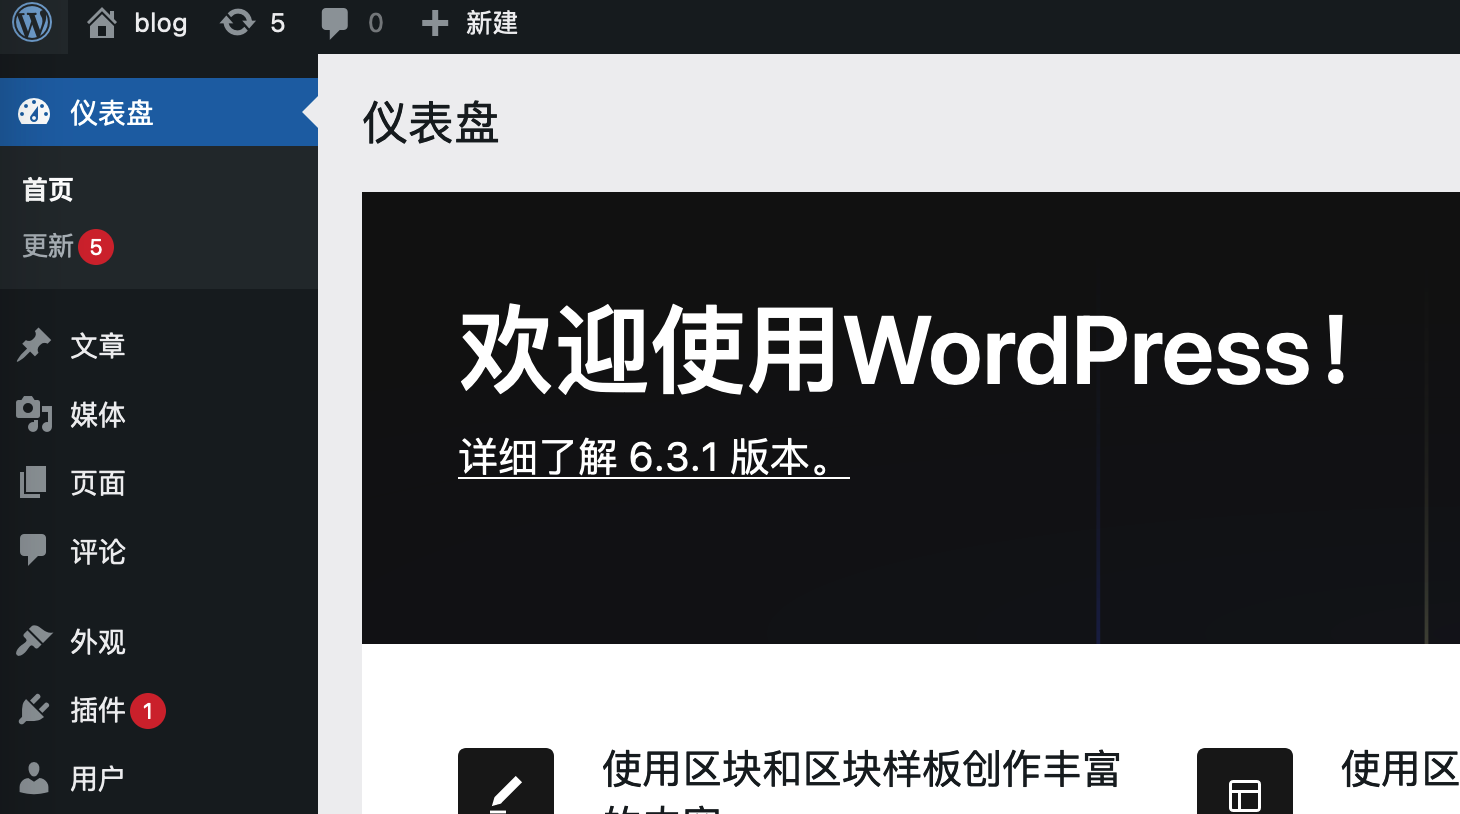 blog 5 0 新建
仪表盘
首页
更新 5
文章
媒体
页面
评论
外观
插件 1
用户
仪表盘
欢迎使用WordPress！
详细了解 6.3.1 版本。
使用区块和区块样板创作丰富
的内容
使用区